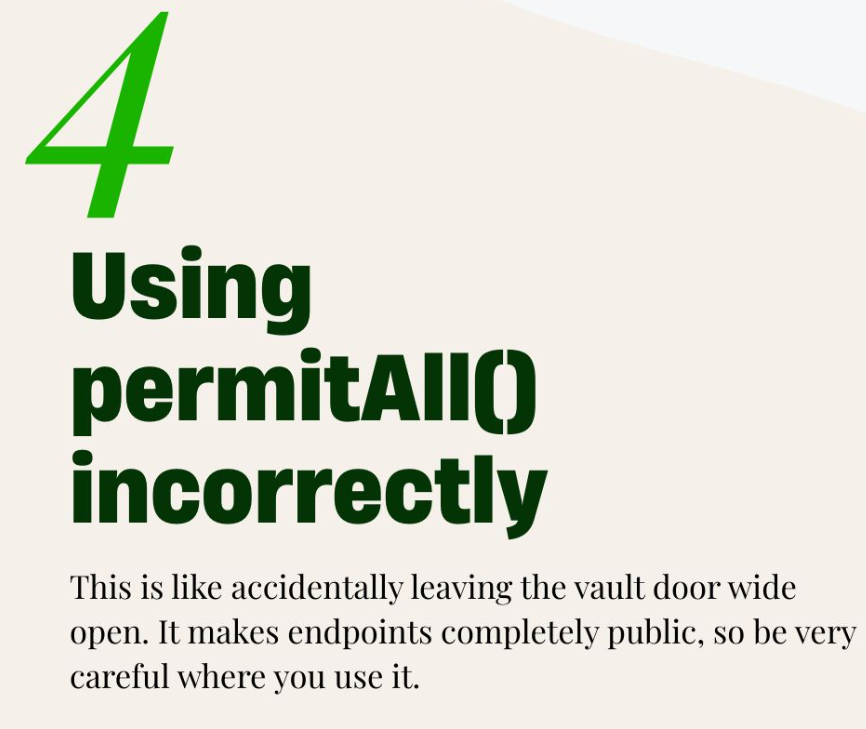 4
Using
permitAll()
incorrectly
This is like accidentally leaving the vault door wide
open. It makes endpoints completely public, so be very
careful where you use it.